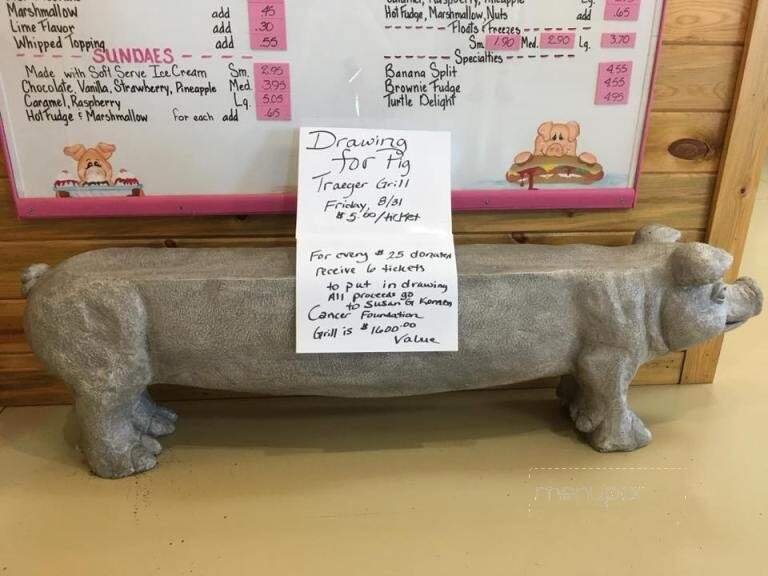 Marshmallow add .45
Lime Flavor add .30
Whipped Topping add .55
SUNDAES
Made with Soft Serve Ice Cream Sm. 2.95
Chocolate, Vanilla, Strawberry, Pineapple Med. 3.95
Caramel, Raspberry Lg. 5.05
Hot Fudge & Marshmallow for each add .65
Caramel, Raspberry, Pineapple Lg.
Hot Fudge, Marshmallow, Nuts add .65
Floats & Freezes
Sm. 1.90 Med. 2.90 Lg. 3.70
Specialties
Banana Split 4.55
Brownie Fudge 4.55
Turtle Delight 4.95
Drawing
for Pig
Traeger Grill
Friday, 8/31
$5.00/ticket
For every $25 donated
receive 6 tickets
to put in drawing
All proceeds go
to Susan G Komen
Cancer Foundation
Grill is $1600.00
Value
menupix